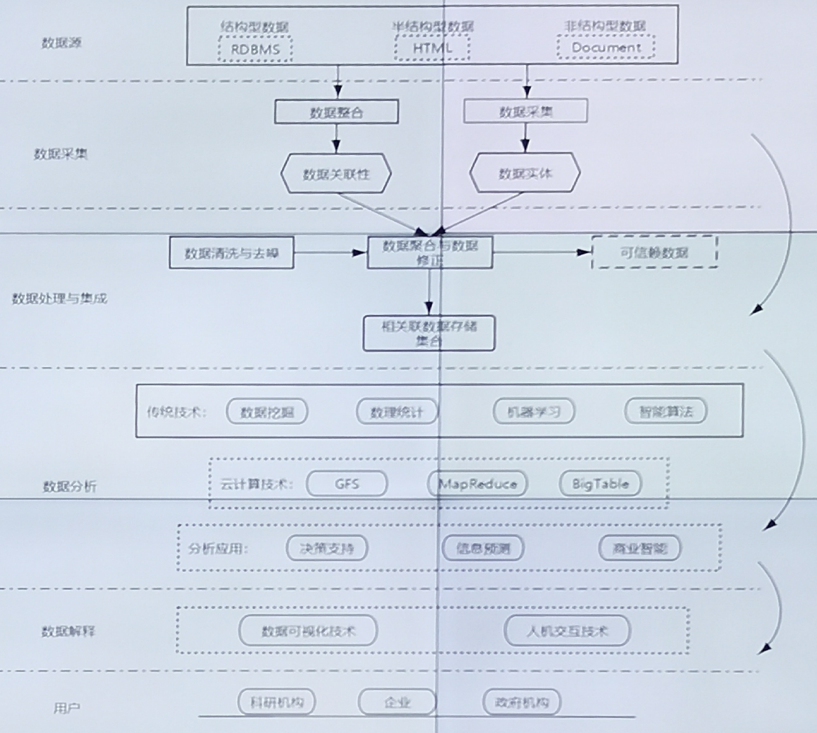 结构型数据 半结构型数据 非结构型数据
数据源 RDBMS HTML Document
数据整合 数据采集
数据采集
数据关联性 数据实体
数据清洗与去噪 数据聚合与数据 可信赖数据
修正
数据处理与集成
相关联数据存储
集合
传统技术: 数据挖掘 数理统计 机器学习 智能算法
数据分析
云计算技术: GFS MapReduce BigTable
分析应用: 决策支持 信息预测 商业智能
数据解释 数据可视化技术 人机交互技术
用户 科研机构 企业 政府机构